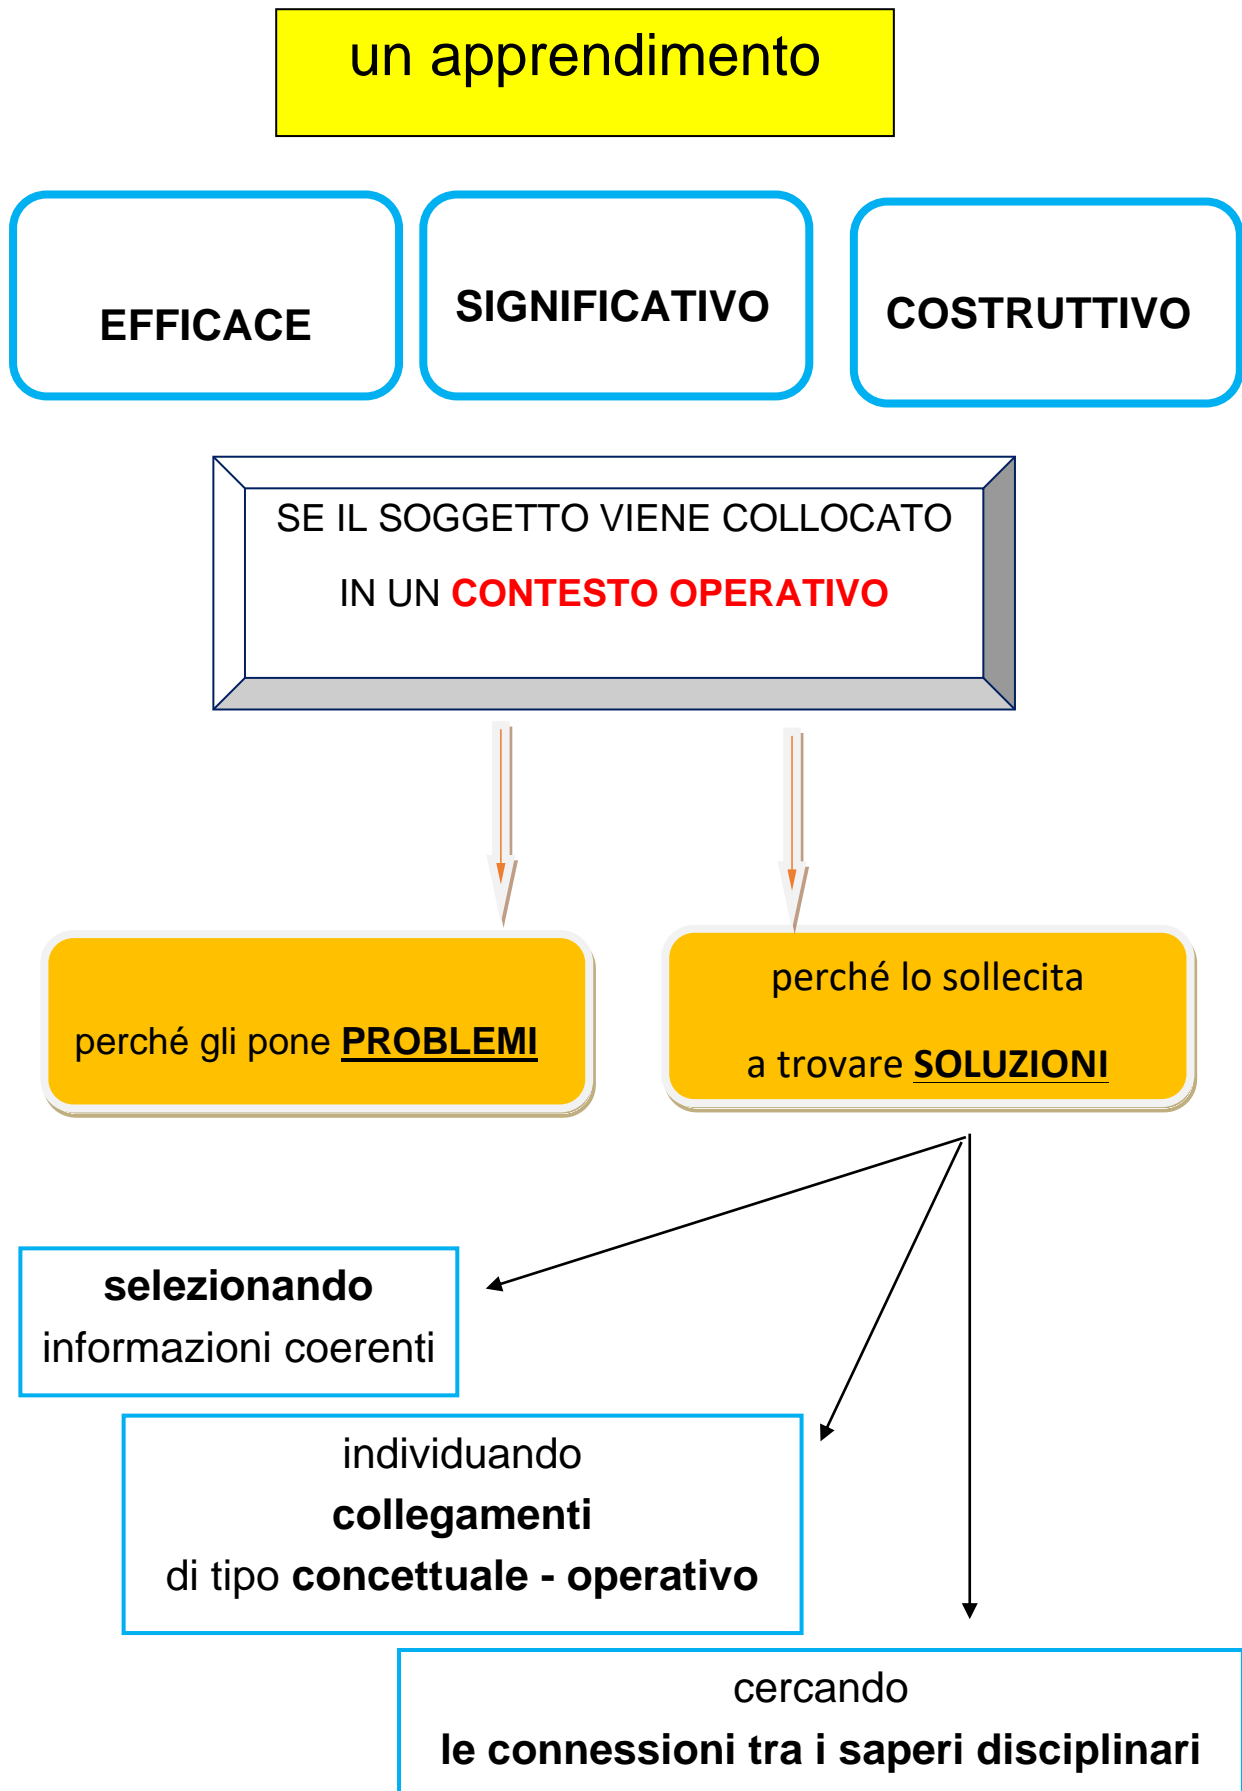 un apprendimento
EFFICACE
SIGNIFICATIVO
COSTRUTTIVO
SE IL SOGGETTO VIENE COLLOCATO
IN UN CONTESTO OPERATIVO
perché gli pone PROBLEMI
perché lo sollecita
a trovare SOLUZIONI
selezionando
informazioni coerenti
individuando
collegamenti
di tipo concettuale - operativo
cercando
le connessioni tra i saperi disciplinari